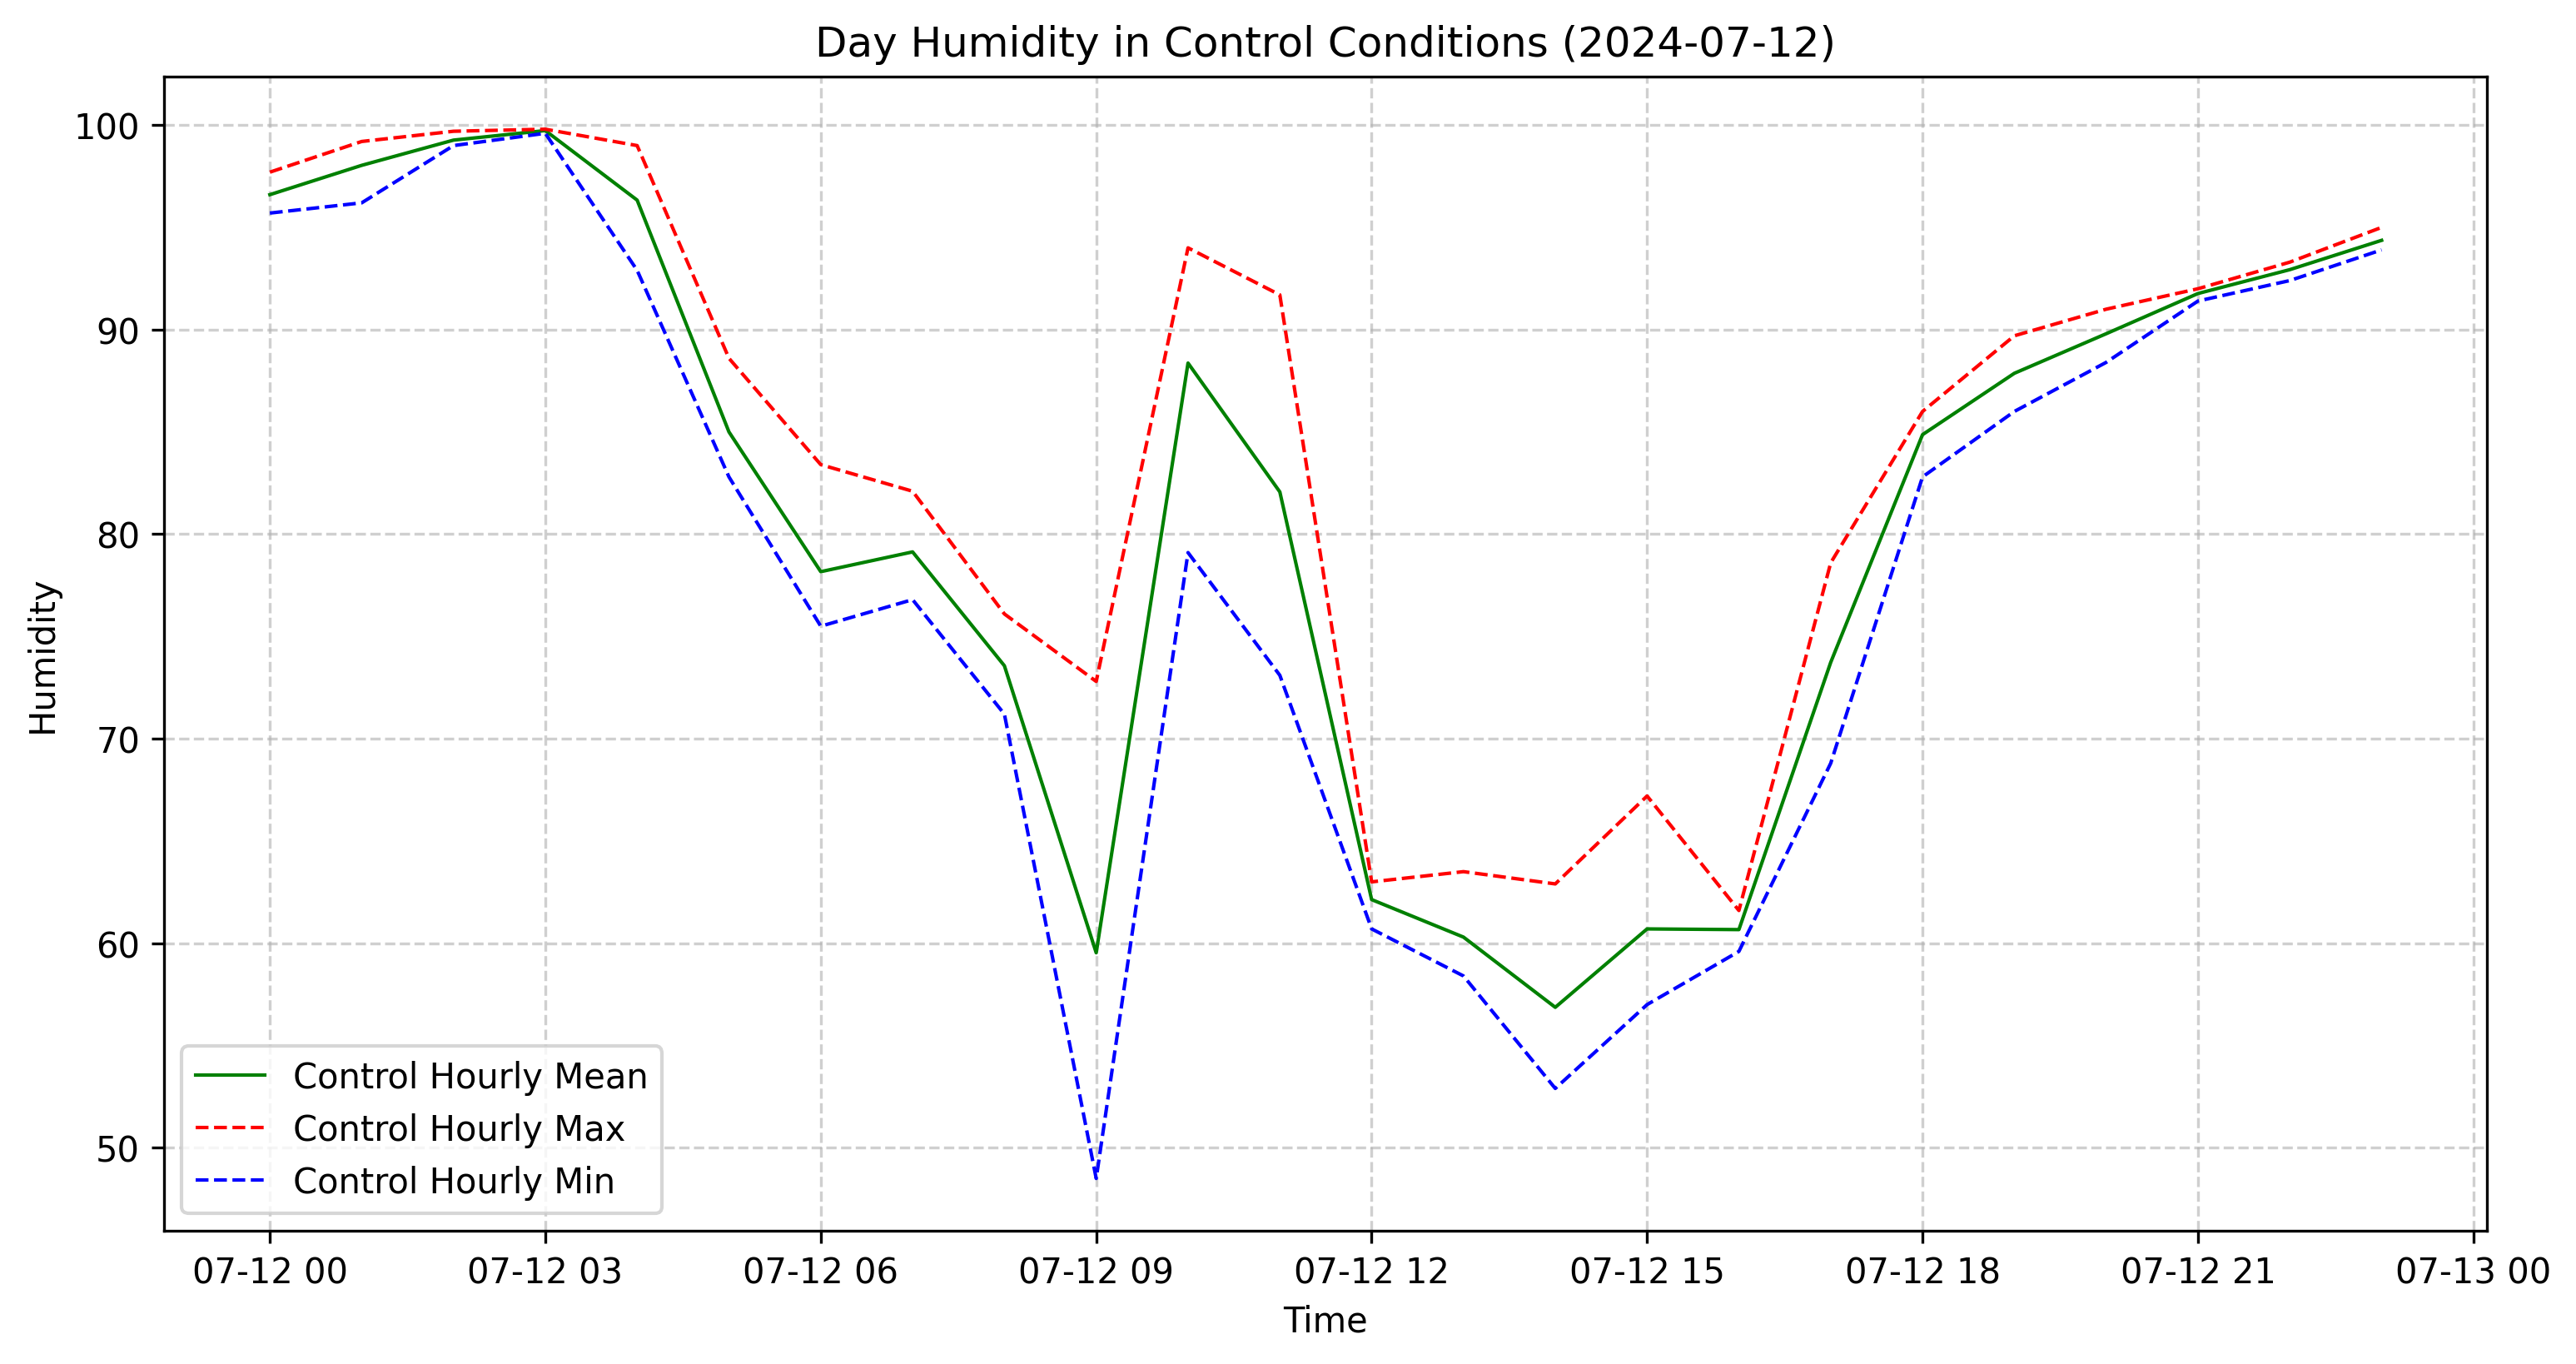 Day Humidity in Control Conditions (2024-07-12)
100
90
80
70
60
50
Humidity
Control Hourly Mean
Control Hourly Max
Control Hourly Min
07-12 00 07-12 03 07-12 06 07-12 09 07-12 12 07-12 15 07-12 18 07-12 21 07-13 00
Time